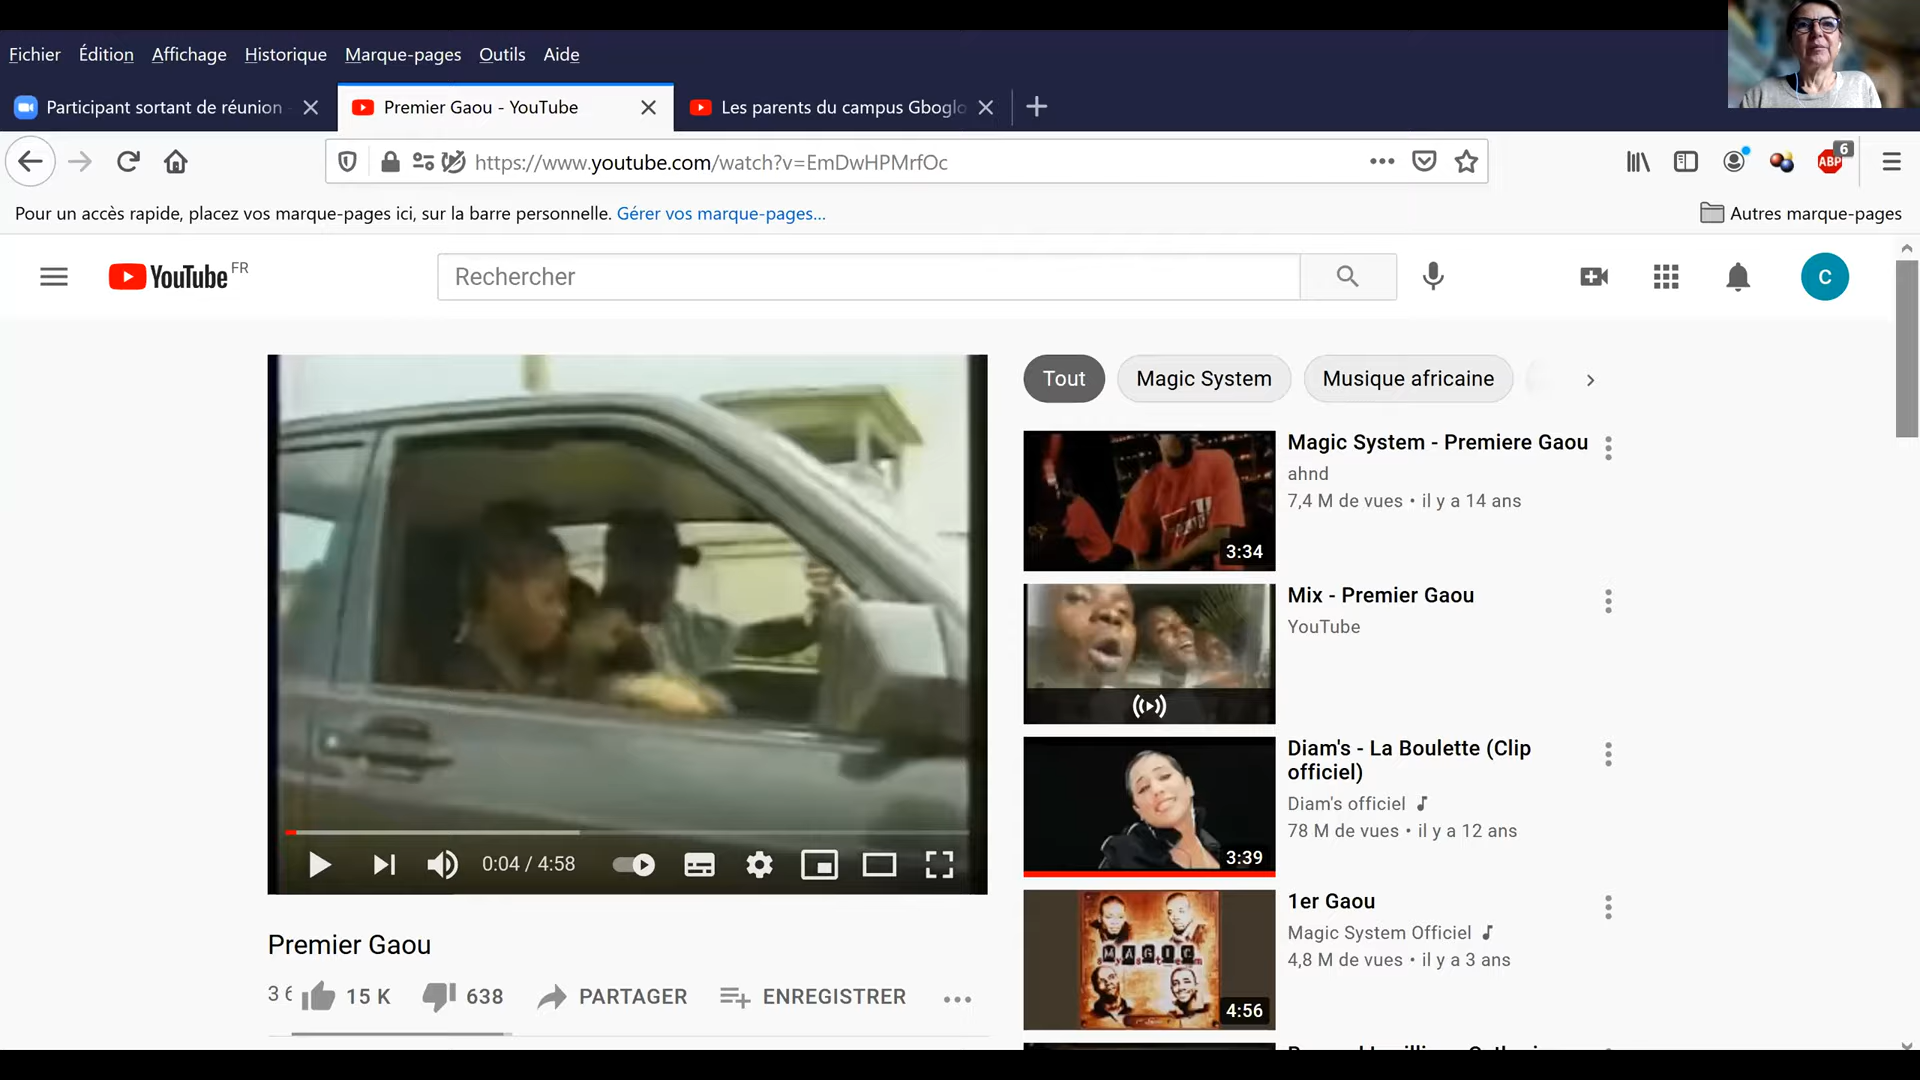 Fichier Édition Affichage Historique Marque-pages Outils Aide
Participant sortant de réunion
Premier Gaou - YouTube
Les parents du campus Gboglo
https://www.youtube.com/watch?v=EmDwHPMrfOc
ABP
6
Pour un accès rapide, placez vos marque-pages ici, sur la barre personnelle. Gérer vos marque-pages...
Autres marque-pages
YouTube FR
Rechercher
C
Tout
Magic System
Musique africaine
Magic System - Premiere Gaou
ahnd
7,4 M de vues • il y a 14 ans
3:34
Mix - Premier Gaou
YouTube
Diam's - La Boulette (Clip
officiel)
Diam's officiel
78 M de vues • il y a 12 ans
3:39
1er Gaou
Magic System Officiel
4,8 M de vues • il y a 3 ans
MAGIC
4:56
0:04 / 4:58
Premier Gaou
15 K
638
PARTAGER
ENREGISTRER